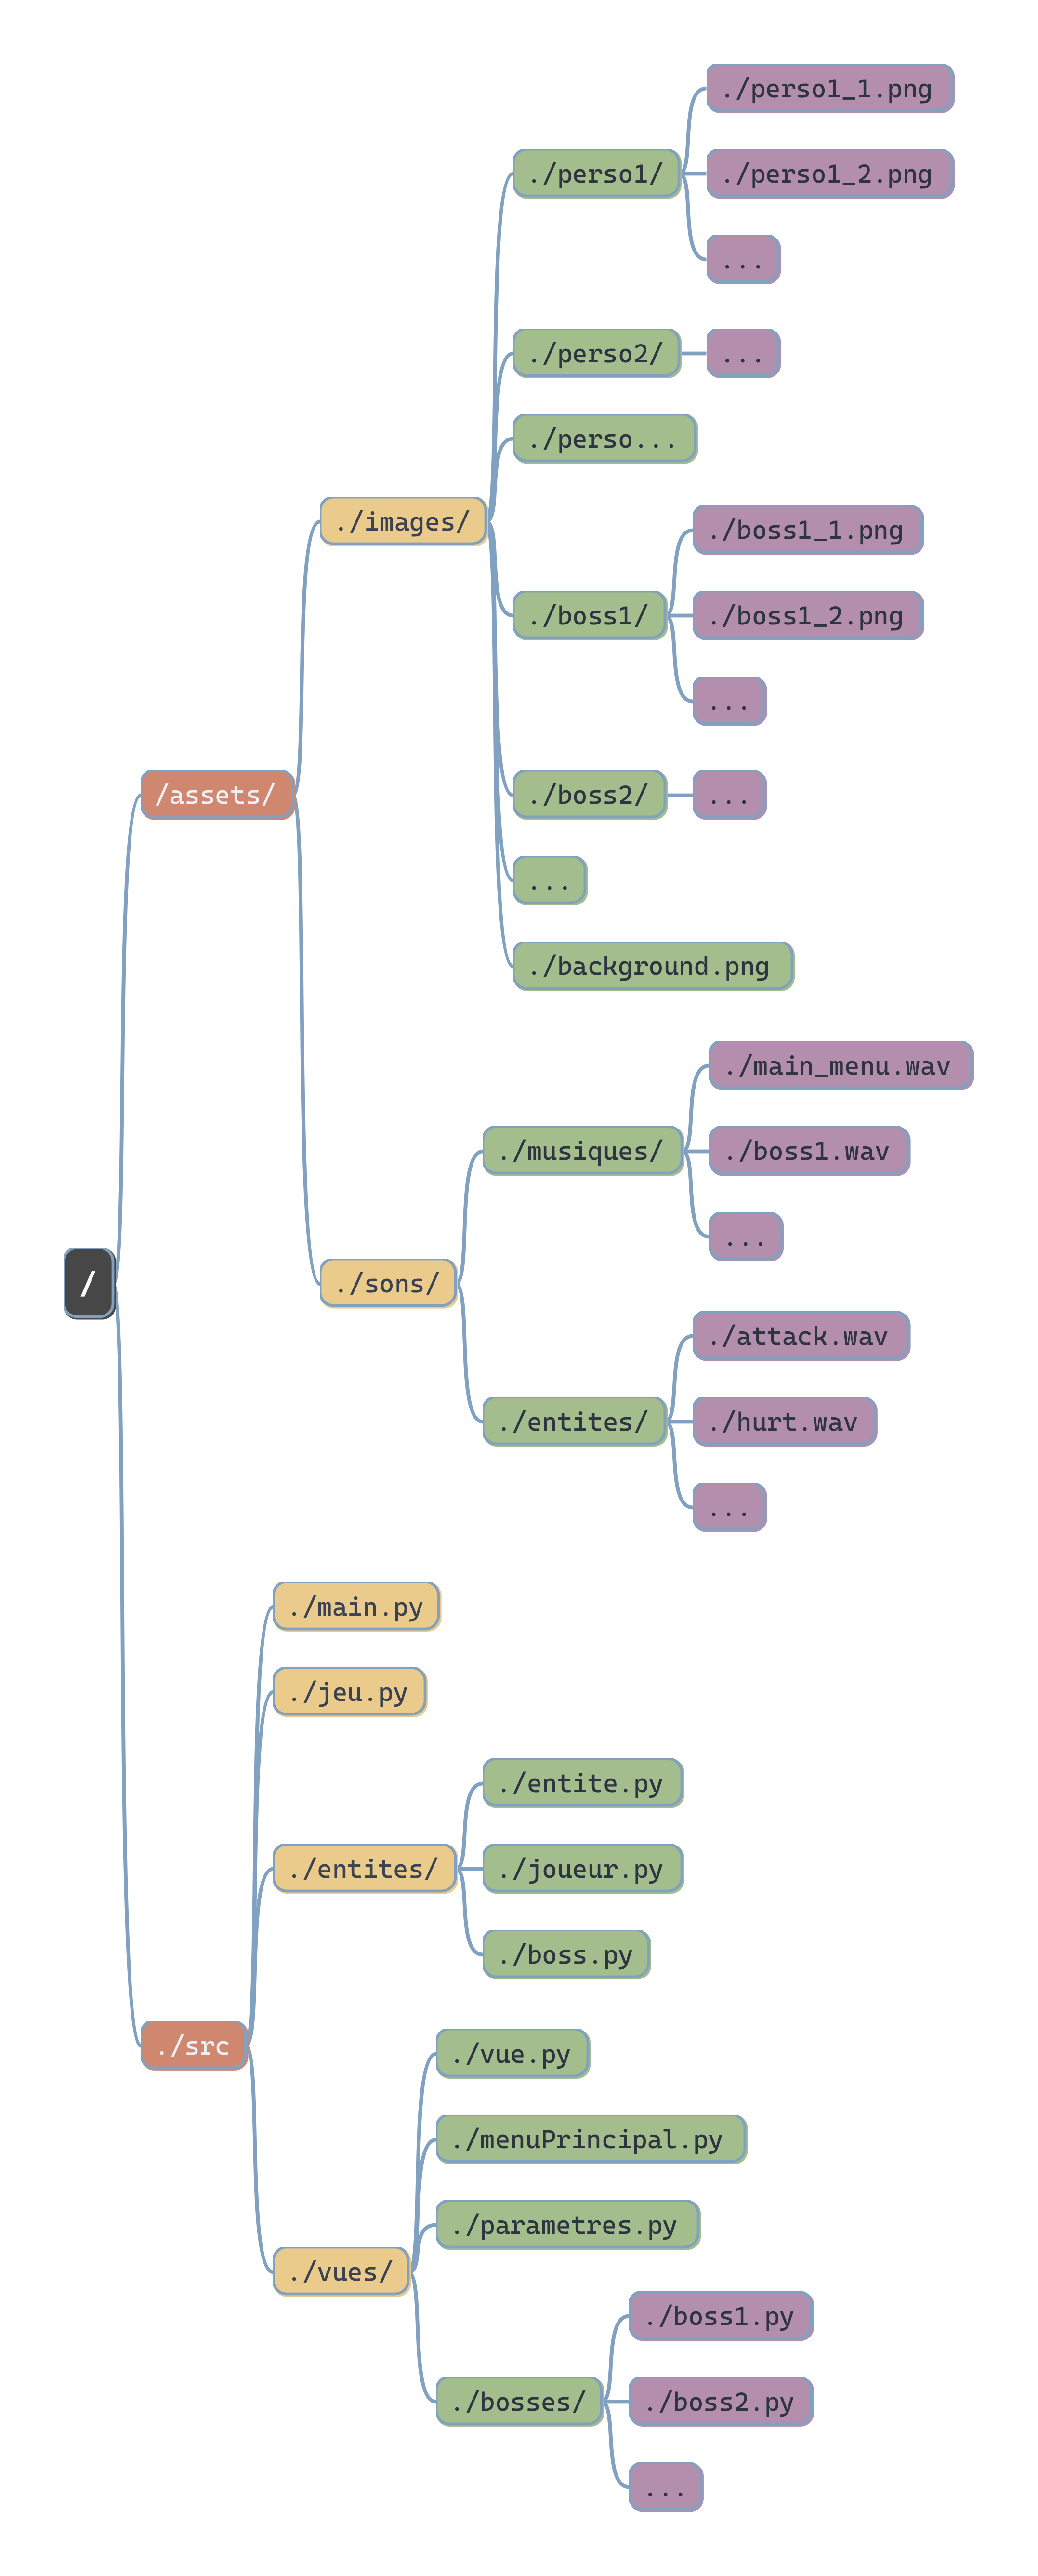 ./perso1_1.png
./perso1/
./perso1_2.png
...
./perso2/
...
./perso...
./images/
./boss1_1.png
./boss1/
./boss1_2.png
...
/assets/
./boss2/
...
...
./background.png
./main_menu.wav
./musiques/
./boss1.wav
...
/
./sons/
./attack.wav
./entites/
./hurt.wav
...
./main.py
./jeu.py
./entite.py
./entites/
./joueur.py
./boss.py
./src
./vue.py
./menuPrincipal.py
./parametres.py
./vues/
./boss1.py
./bosses/
./boss2.py
...